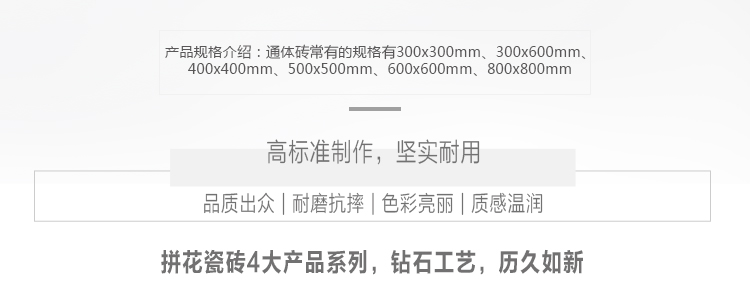 产品规格介绍：通体砖常有的规格有300x300mm、300x600mm、
400x400mm、500x500mm、600x600mm、800x800mm
高标准制作，坚实耐用
品质出众 | 耐磨抗摔 | 色彩亮丽 | 质感温润
拼花瓷砖4大产品系列，钻石工艺，历久如新